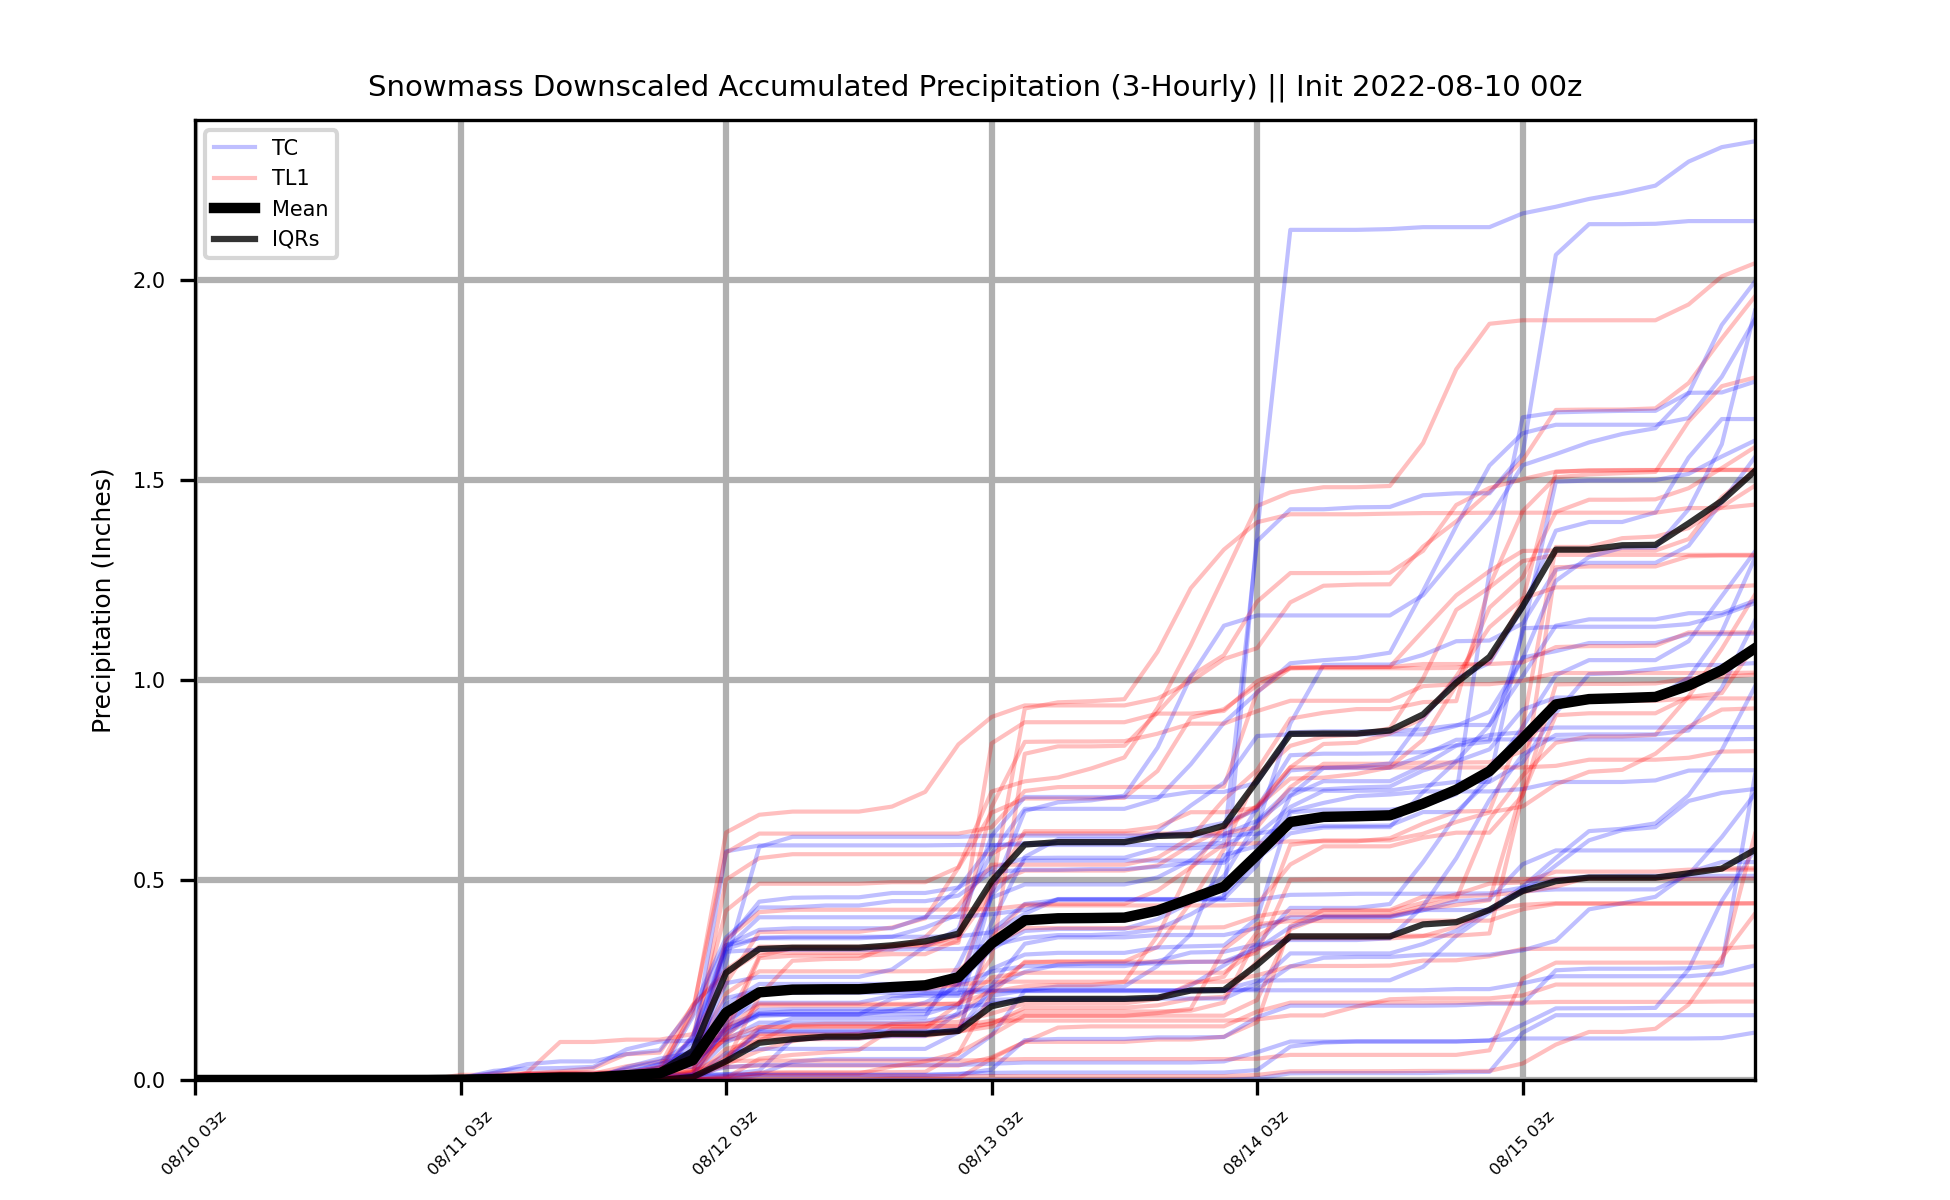 Snowmass Downscaled Accumulated Precipitation (3-Hourly) || Init 2022-08-10 00z
TC
TL1
Mean
IQRs
Precipitation (Inches)
2.0
1.5
1.0
0.5
0.0
08/10 03z
08/11 03z
08/12 03z
08/13 03z
08/14 03z
08/15 03z